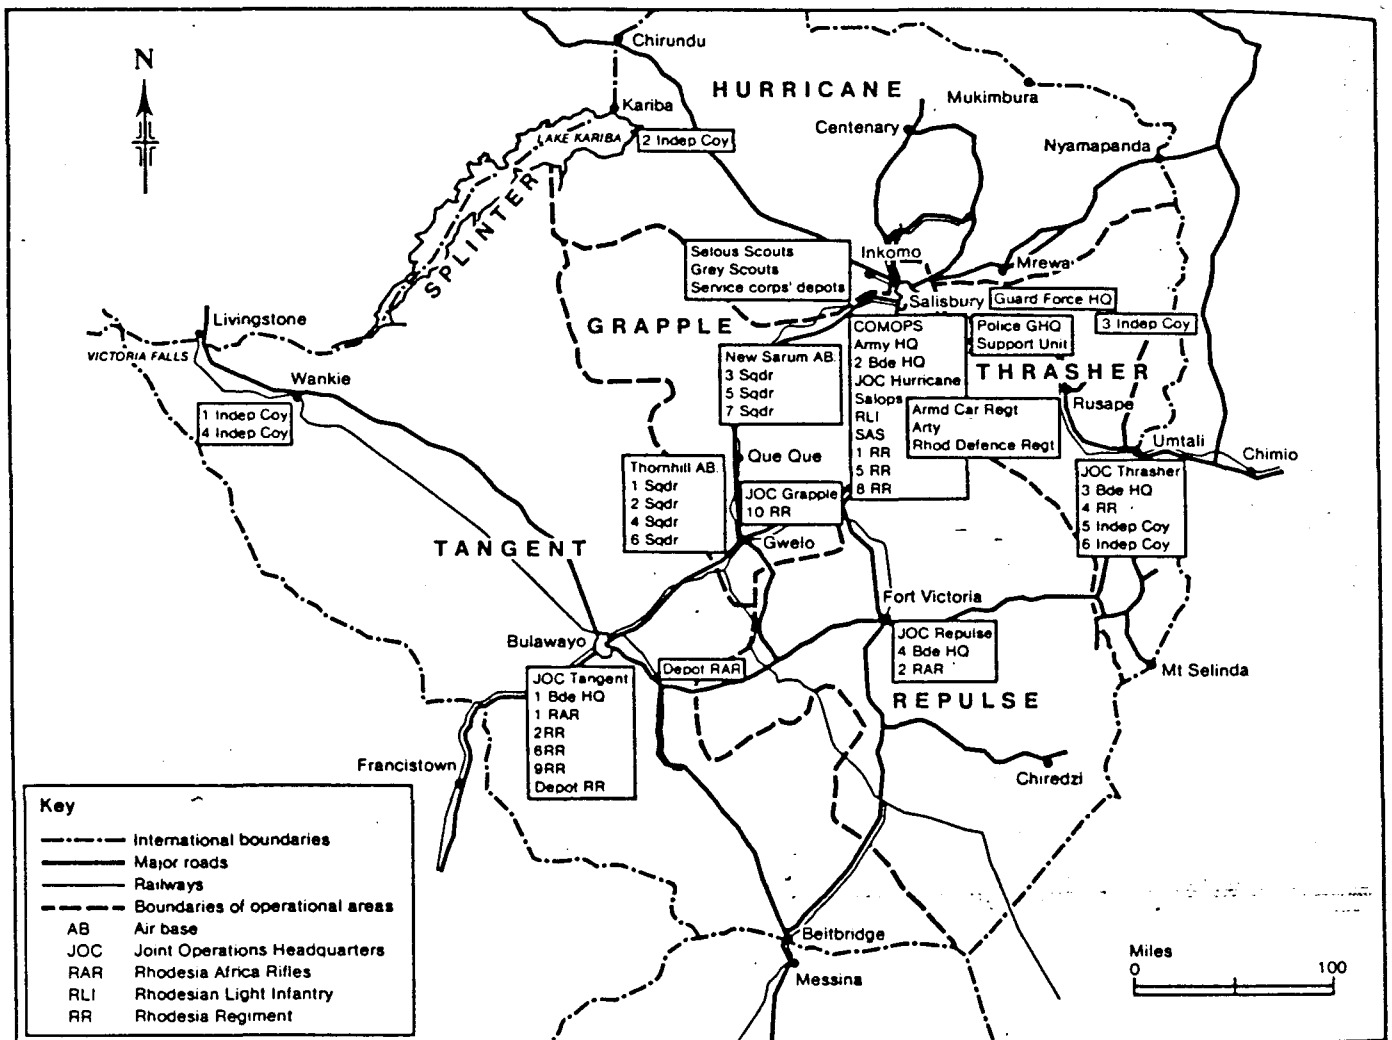 N
Chirundu
HURRICANE
Mukimbura
Kariba
Centenary
LAKE KARIBA
2 Indep Coy
Nyamapanda
SPLINTER
Selous Scouts
Grey Scouts
Service corps' depots
Inkomo
Mrewa
Salisbury
Guard Force HQ
Livingstone
GRAPPLE
COMOPS
Army HQ
2 Bde HQ
JOC Hurricane
Salops
RLI
SAS
1 RR
5 RR
8 RR
Police GHQ
Support Unit
3 Indep Coy
VICTORIA FALLS
Wankie
New Sarum AB.
3 Sqdr
5 Sqdr
7 Sqdr
THRASHER
Rusape
1 Indep Coy
4 Indep Coy
Armd Car Regt
Arty
Rhod Defence Regt
Umtali
Chimio
Que Que
Thornhill AB.
1 Sqdr
2 Sqdr
4 Sqdr
6 Sqdr
JOC Grapple
10 RR
JOC Thrasher
3 Bde HQ
4 RR
5 Indep Coy
6 Indep Coy
Gwelo
TANGENT
Fort Victoria
Bulawayo
JOC Repulse
4 Bde HQ
2 RAR
Depot RAR
Mt Selinda
JOC Tangent
1 Bde HQ
1 RAR
2RR
6RR
9RR
Depot RR
REPULSE
Francistown
Chiredzi
Key
International boundaries
Major roads
Railways
Boundaries of operational areas
AB Air base
JOC Joint Operations Headquarters
RAR Rhodesia Africa Rifles
RLI Rhodesian Light Infantry
RR Rhodesia Regiment
Beitbridge
Messina
Miles
0 100